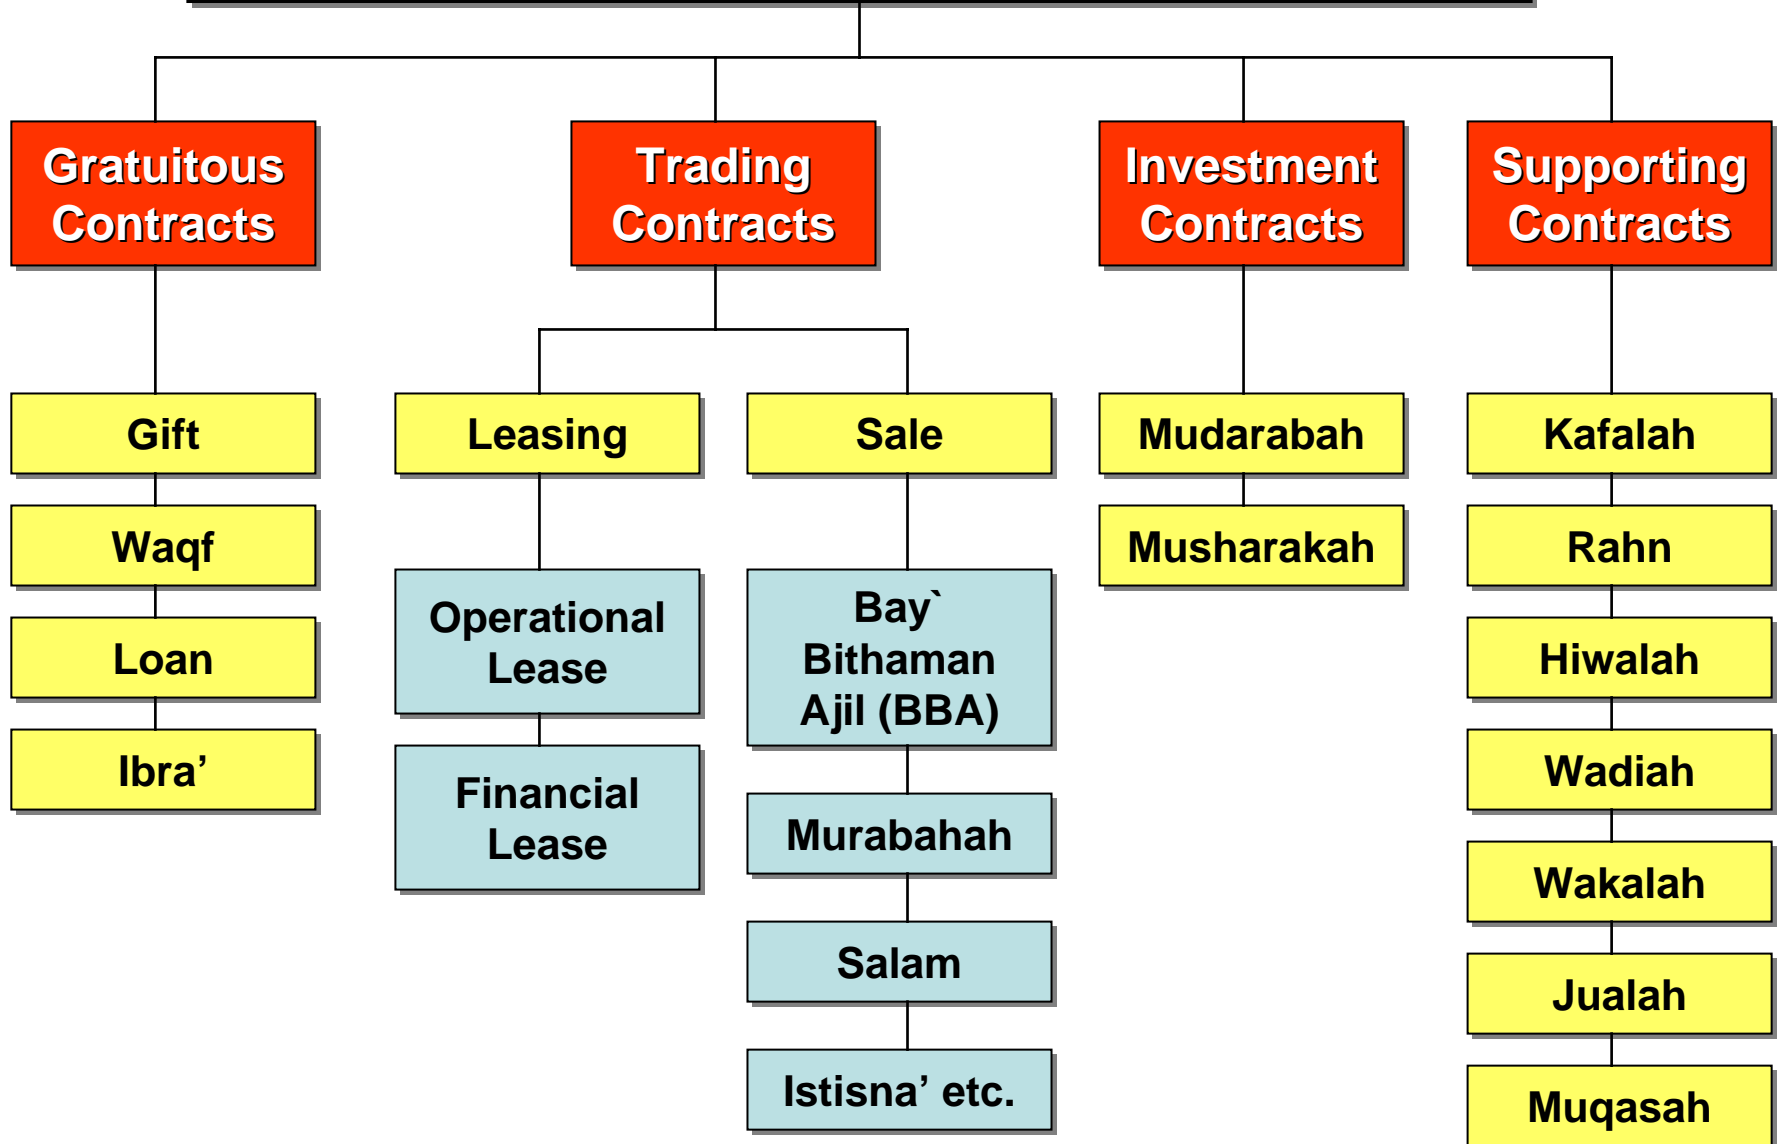 Gratuitous
Contracts
Trading
Contracts
Investment
Contracts
Supporting
Contracts
Gift
Waqf
Loan
Ibra’
Leasing
Operational
Lease
Financial
Lease
Sale
Bay`
Bithaman
Ajil (BBA)
Murabahah
Salam
Istisna’ etc.
Mudarabah
Musharakah
Kafalah
Rahn
Hiwalah
Wadiah
Wakalah
Jualah
Muqasah